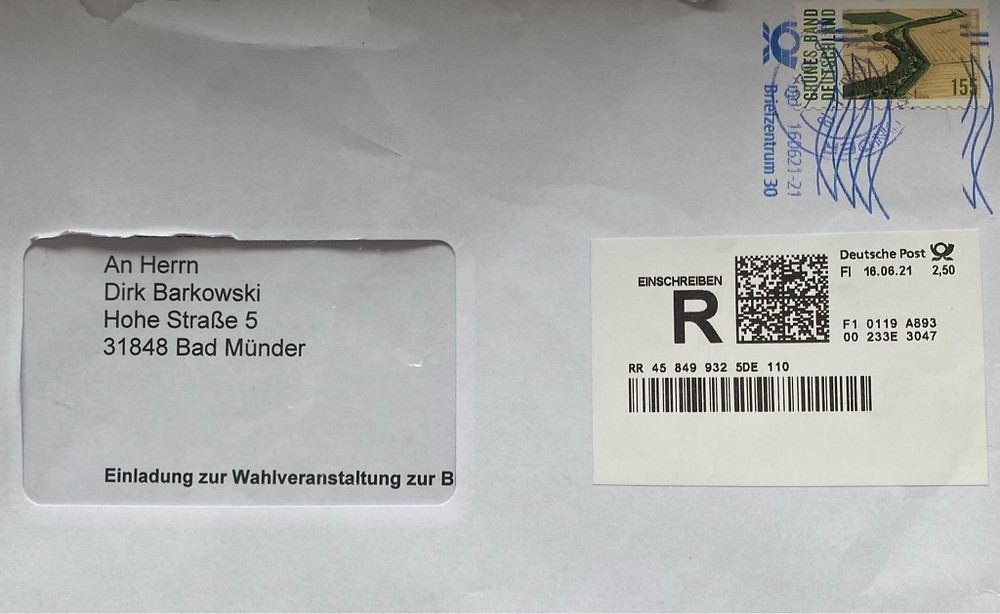 GRÜNES BAND
DEUTSCHLAND
155
Briefzentrum 30
160621-21
An Herrn
Dirk Barkowski
Hohe Straße 5
31848 Bad Münder
Einladung zur Wahlveranstaltung zur B
EINSCHREIBEN
R
Deutsche Post
FI 16.06.21 2,50
F1 0119 A893
00 233E 3047
RR 45 849 932 5DE 110